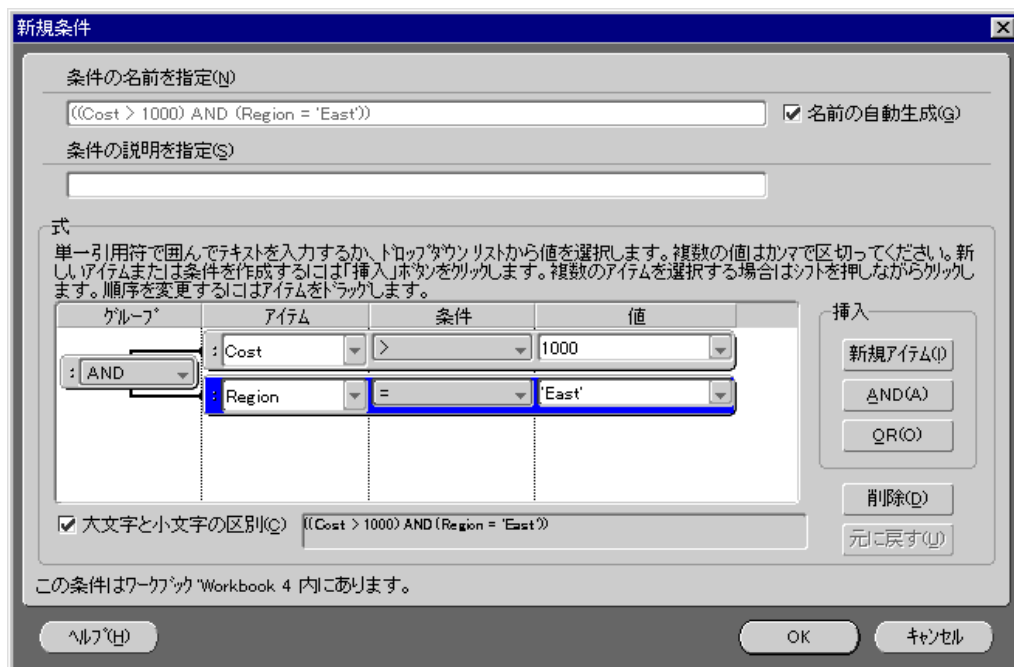 新規条件
条件の名前を指定(N)
((Cost > 1000) AND (Region = 'East'))
名前の自動生成(G)
条件の説明を指定(S)
式
単一引用符で囲んでテキストを入力するか、ドロップダウン リストから値を選択します。複数の値はカンマで区切ってください。新
しいアイテムまたは条件を作成するには「挿入」ボタンをクリックします。複数のアイテムを選択する場合はシフトを押しながらクリックし
ます。順序を変更するにはアイテムをドラッグします。
グループ アイテム 条件 値
挿入
: Cost > 1000
新規アイテム(I)
: AND
: Region = 'East'
AND(A)
OR(O)
削除(D)
大文字と小文字の区別(C) ((Cost > 1000) AND (Region = 'East'))
元に戻す(U)
この条件はワークブック 'Workbook 4 内にあります。
ヘルプ(H) OK キャンセル